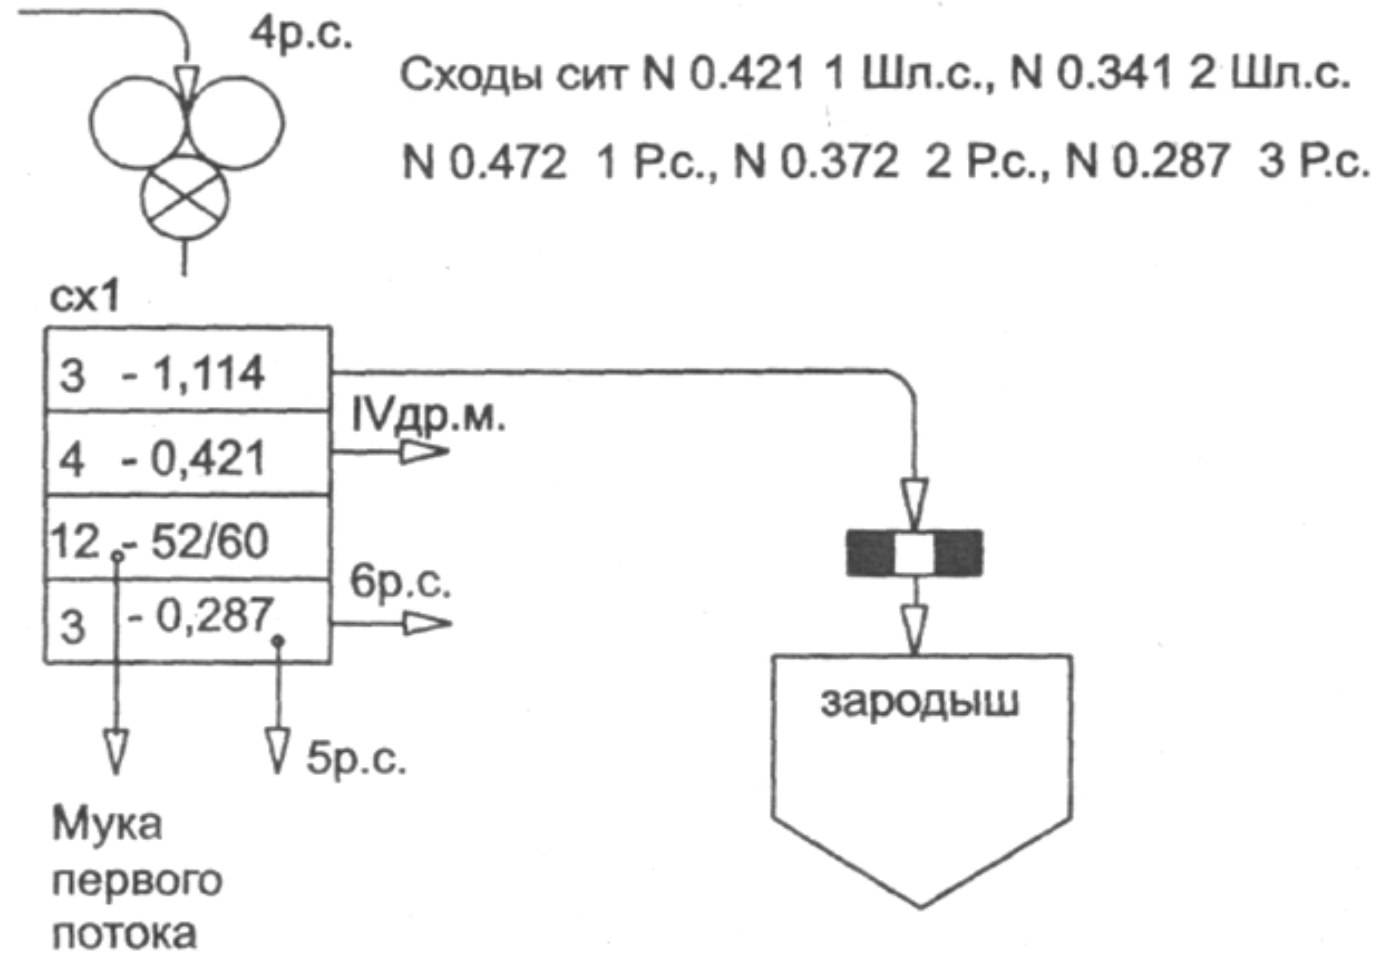 4р.с.
Сходы сит N 0.421 1 Шл.с., N 0.341 2 Шл.с.
N 0.472 1 Р.с., N 0.372 2 Р.с., N 0.287 3 Р.с.
сх1
3 - 1,114
IVдр.м.
4 - 0,421
12 - 52/60
6р.с.
3 - 0,287
5р.с.
зародыш
Мука
первого
потока